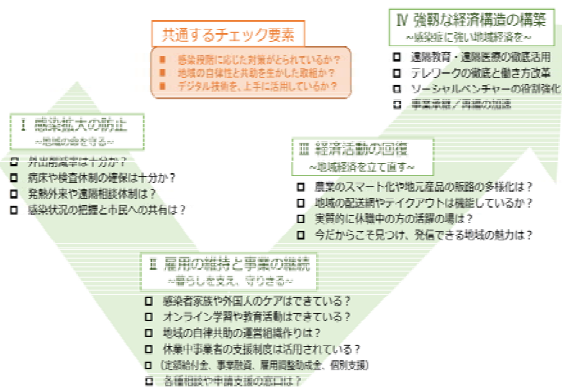 共通するチェック要素
■ 感染段階に応じた対策がとられているか？
■ 地域の自律性と共助を生かした取組か？
■ デジタル技術を、上手に活用しているか？
Ⅰ 感染拡大の防止
~地域の命を守る~
外出削減率は十分か？
病床や検査体制の確保は十分か？
発熱外来や遠隔相談体制は？
感染状況の把握と市民への共有は？
Ⅱ 雇用の維持と事業の継続
~暮らしを支え、守りきる~
感染者家族や外国人のケアはできている？
オンライン学習や教育活動はできている？
地域の自律共助の運営組織作りは？
休業中事業者の支援制度は活用されている？
(定額給付金、事業融資、雇用調整助成金、個別支援)
各種相談や申請支援の窓口は？
Ⅲ 経済活動の回復
~地域経済を立て直す~
農業のスマート化や地元産品の販路の多様化は？
地域の配送網やテイクアウトは機能しているか？
実質的に休職中の方の活躍の場は？
今だからこそ見つけ、発信できる地域の魅力は？
Ⅳ 強靱な経済構造の構築
~感染症に強い地域経済を~
遠隔教育・遠隔医療の徹底活用
テレワークの徹底と働き方改革
ソーシャルベンチャーの役割強化
事業承継／再編の加速